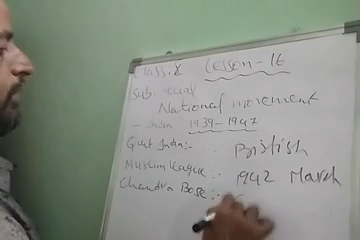 Class: 8 Lesson - 16
Sub: Social
National movement
- India 1939-1947
Govt India:- - British
Muslim League:- 1942 March
Chandra Bose:-